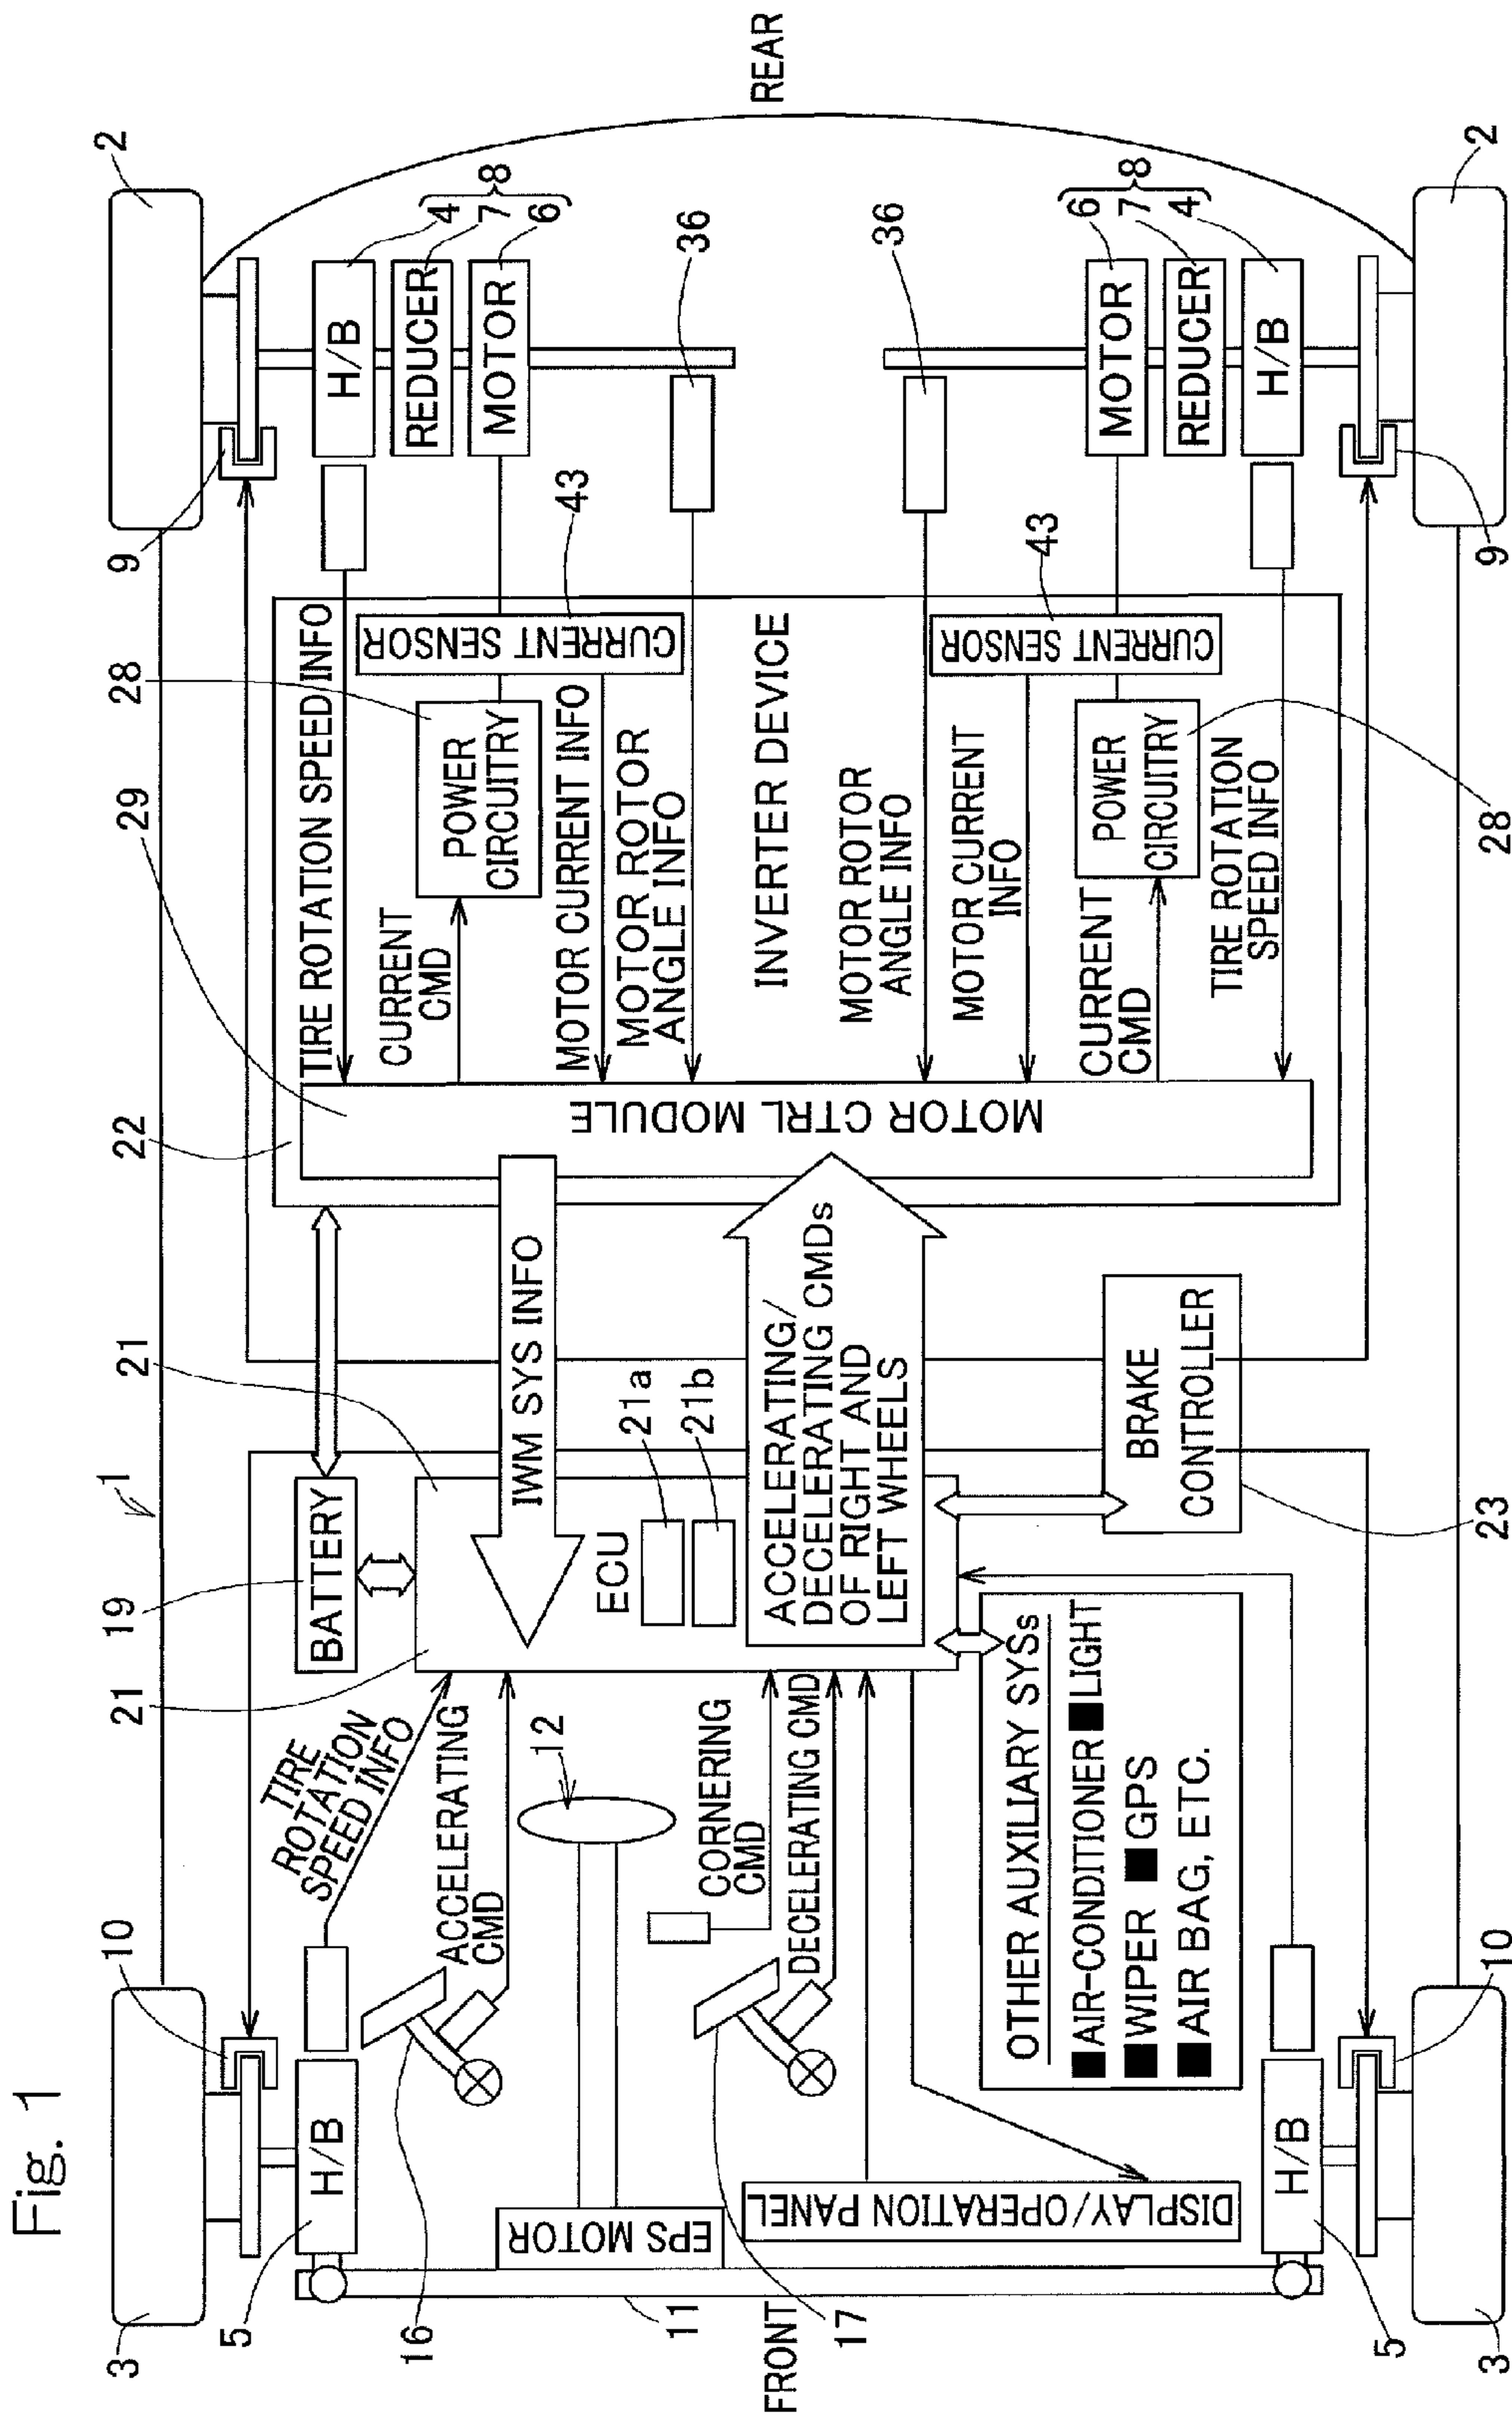 Fig. 1
1
2
2
3
3
4
7
6
8
6
7
4
8
5
5
9
9
10
10
11
12
16
17
19
21
21
21a
21b
22
23
28
28
29
36
36
43
43
FRONT
REAR
H/B
H/B
H/B
REDUCER
MOTOR
MOTOR
REDUCER
H/B
BATTERY
ECU
IWM SYS INFO
ACCELERATING/
DECELERATING CMDs
OF RIGHT AND
LEFT WHEELS
TIRE
ROTATION
SPEED INFO
ACCELERATING
CMD
CORNERING
CMD
DECELERATING CMD
EPS MOTOR
DISPLAY/OPERATION PANEL
OTHER AUXILIARY SYSs
■AIR-CONDITIONER ■LIGHT
■WIPER ■GPS
■AIR BAG, ETC.
BRAKE
CONTROLLER
MOTOR CTRL MODULE
INVERTER DEVICE
TIRE ROTATION SPEED INFO
CURRENT
CMD
POWER
CIRCUITRY
CURRENT SENSOR
MOTOR CURRENT INFO
MOTOR ROTOR
ANGLE INFO
MOTOR ROTOR
ANGLE INFO
MOTOR CURRENT
INFO
CURRENT SENSOR
CURRENT
CMD
POWER
CIRCUITRY
TIRE ROTATION
SPEED INFO